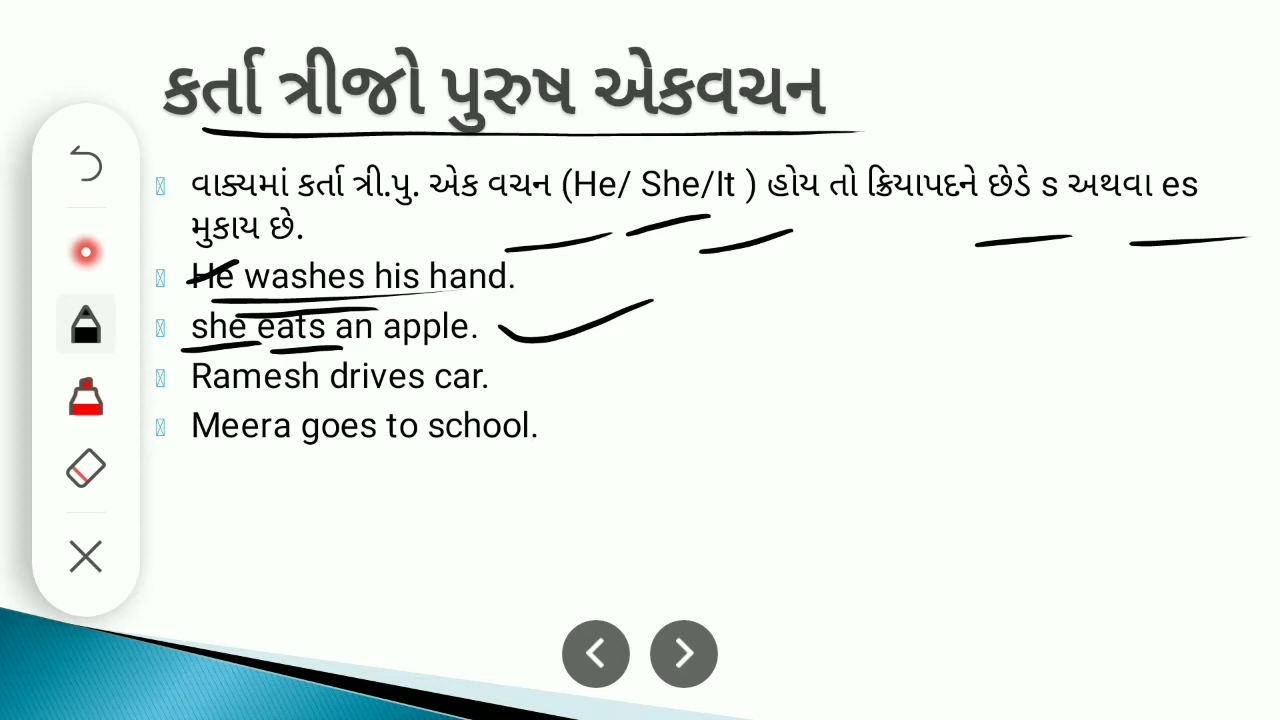 કર્તા ત્રીજો પુરુષ એકવચન
વાક્યમાં કર્તા ત્રી.પુ. એક વચન (He/ She/It ) હોય તો ક્રિયાપદને છેડે s અથવા es
મુકાય છે.
He washes his hand.
she eats an apple.
Ramesh drives car.
Meera goes to school.